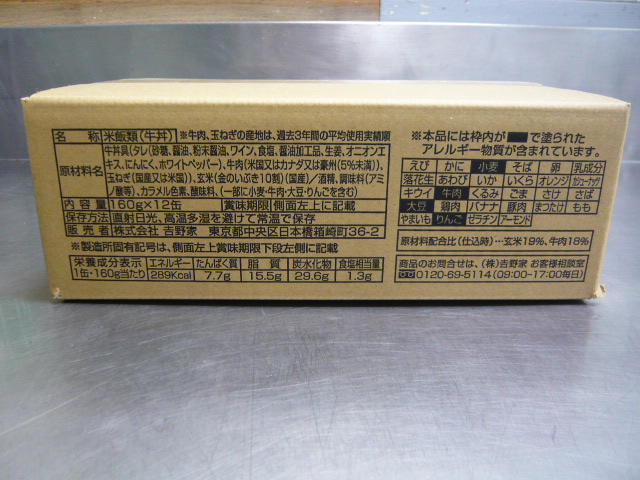 名称 米飯類(牛丼) ※牛肉、玉ねぎの産地は、過去3年間の平均使用実績順
原材料名 牛丼具(タレ(砂糖、醤油、粉末醤油、ワイン、食塩、醤油加工品、生姜、オニオンエ
キス、にんにく、ホワイトペッパー)、牛肉(米国又はカナダ又は豪州(5%未満))、
玉ねぎ(国産又は米国))、玄米(金のいぶき10割)(国産)/酒精、調味料(アミ
ノ酸等)、カラメル色素、酸味料、(一部に小麦・牛肉・大豆・りんごを含む)
内容量 160g×12缶 賞味期限 側面左上に記載
保存方法 直射日光、高温多湿を避けて常温で保存
販売者 株式会社 吉野家 東京都中央区日本橋箱崎町36-2
※製造所固有記号は、側面左上賞味期限下段左側に記載
栄養成分表示 エネルギー たんぱく質 脂質 炭水化物 食塩相当量
1缶・160g当たり 289Kcal 7.7g 15.5g 29.6g 1.3g
※本品には枠内が で塗られた
アレルギー物質が含まれています。
えび かに 小麦 そば 卵 乳成分
落花生 あわび いか いくら オレンジ カシューナッツ
キウイ 牛肉 くるみ ごま さけ さば
大豆 鶏肉 バナナ 豚肉 まつたけ もも
やまいも りんご ゼラチン アーモンド
原材料配合比(仕込時)…玄米19%、牛肉18%
商品のお問合せは、(株)吉野家 お客様相談室
0120-69-5114(09:00-17:00毎日)